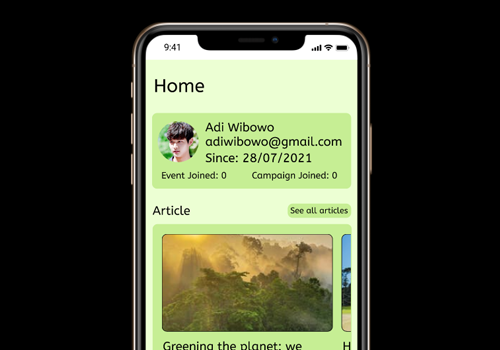 9:41
Home
Adi Wibowo
adiwibowo@gmail.com
Since: 28/07/2021
Event Joined: 0 Campaign Joined: 0
Article See all articles
Greening the planet: we H